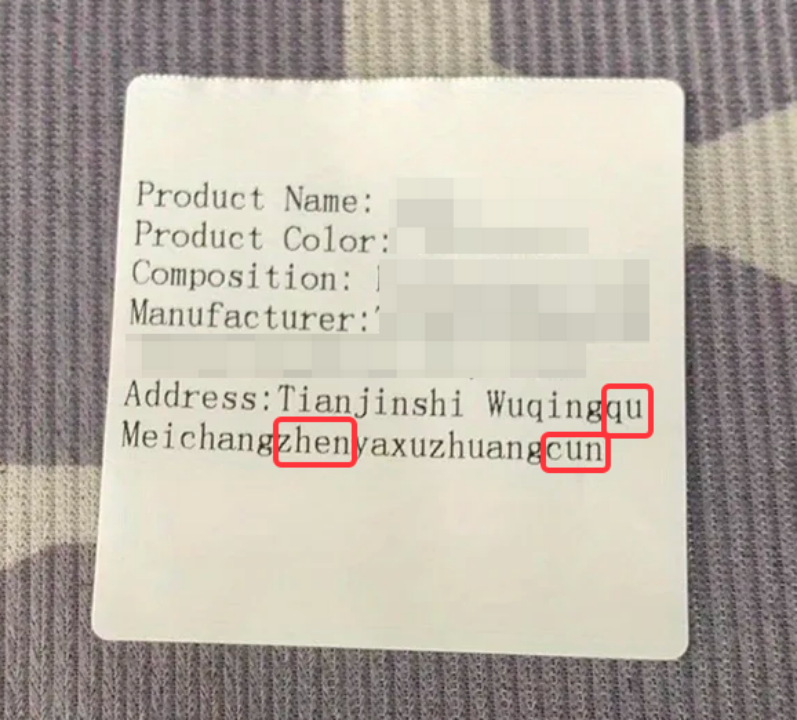 Product Name:
Product Color:
Composition:
Manufacturer:
Address:Tianjinshi Wuqingqu
Meichangzhenyaxuzhuangcun